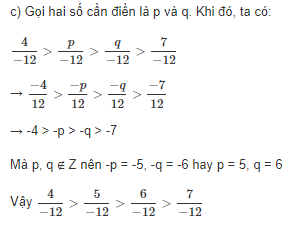 c) Gọi hai số cần điền là p và q. Khi đó, ta có:
4/-12 > p/-12 > q/-12 > 7/-12
→ -4/12 > -p/12 > -q/12 > -7/12
→ -4 > -p > -q > -7
Mà p, q ∉ Z nên -p = -5, -q = -6 hay p = 5, q = 6
Vậy 4/-12 > 5/-12 > 6/-12 > 7/-12